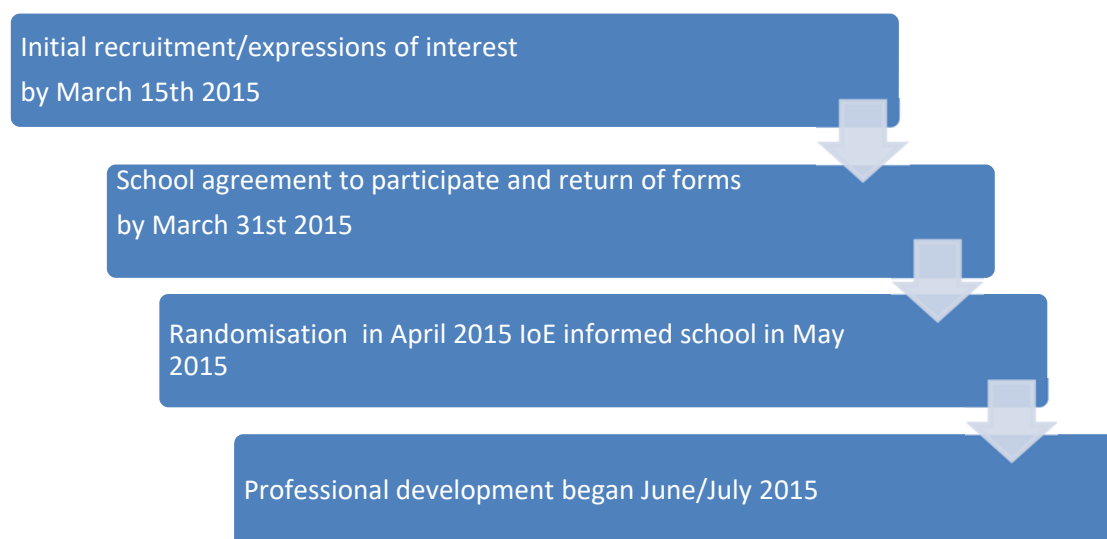 Initial recruitment/expressions of interest
by March 15th 2015
School agreement to participate and return of forms
by March 31st 2015
Randomisation  in April 2015 IoE informed school in May
2015
Professional development began June/July 2015